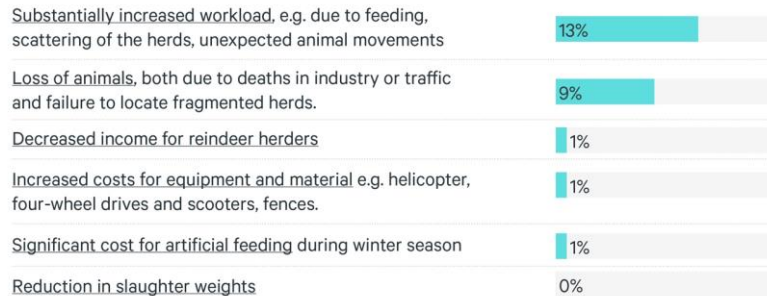 Substantially increased workload, e.g. due to feeding,
scattering of the herds, unexpected animal movements
13%
Loss of animals, both due to deaths in industry or traffic
and failure to locate fragmented herds.
9%
Decreased income for reindeer herders
1%
Increased costs for equipment and material e.g. helicopter,
four-wheel drives and scooters, fences.
1%
Significant cost for artificial feeding during winter season
1%
Reduction in slaughter weights
0%